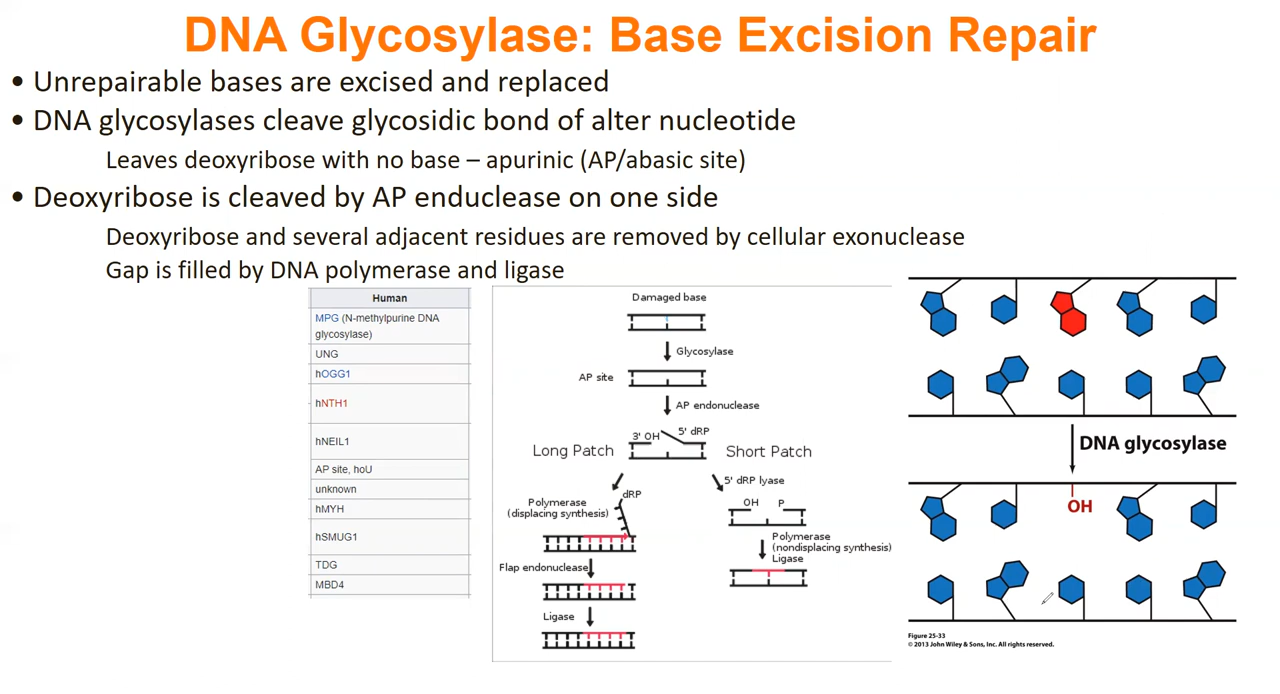 DNA Glycosylase: Base Excision Repair
• Unrepairable bases are excised and replaced
• DNA glycosylases cleave glycosidic bond of alter nucleotide
Leaves deoxyribose with no base – apurinic (AP/abasic site)
• Deoxyribose is cleaved by AP enduclease on one side
Deoxyribose and several adjacent residues are removed by cellular exonuclease
Gap is filled by DNA polymerase and ligase
Human
MPG (N-methylpurine DNA
glycosylase)
UNG
hOGG1
hNTH1
hNEIL1
AP site, hoU
unknown
hMYH
hSMUG1
TDG
MBD4
Damaged base
Glycosylase
AP site
AP endonuclease
3' OH
5' dRP
Long Patch
Short Patch
5' dRP lyase
dRP
Polymerase
(displacing synthesis)
OH
P
Polymerase
(nondisplacing synthesis)
Ligase
Flap endonuclease
Ligase
DNA glycosylase
OH
Figure 25-33
© 2013 John Wiley & Sons, Inc. All rights reserved.